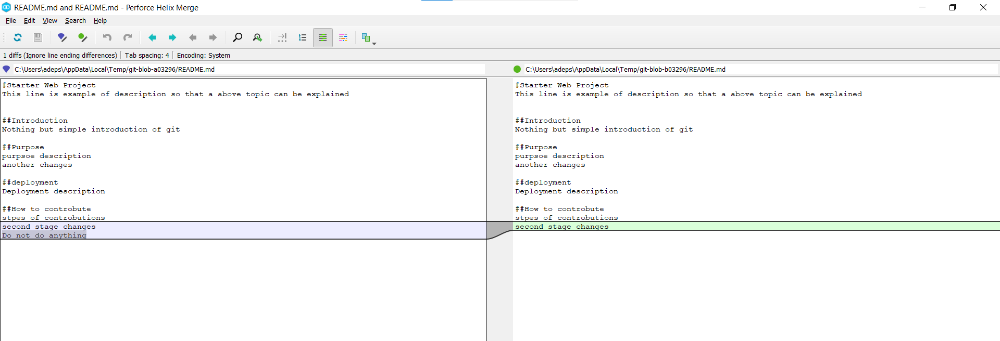 README.md and README.md - Perforce Helix Merge
File Edit View Search Help
1 diffs (Ignore line ending differences) Tab spacing: 4 Encoding: System
C:\Users\adeps\AppData\Local\Temp/git-blob-a03296/README.md
#Starter Web Project
This line is example of description so that a above topic can be explained
##Introduction
Nothing but simple introduction of git
##Purpose
purpsoe description
another changes
##deployment
Deployment description
##How to controbute
stpes of controbutions
second stage changes
Do not do anything
C:\Users\adeps\AppData\Local\Temp/git-blob-b03296/README.md
#Starter Web Project
This line is example of description so that a above topic can be explained
##Introduction
Nothing but simple introduction of git
##Purpose
purpsoe description
another changes
##deployment
Deployment description
##How to controbute
stpes of controbutions
second stage changes